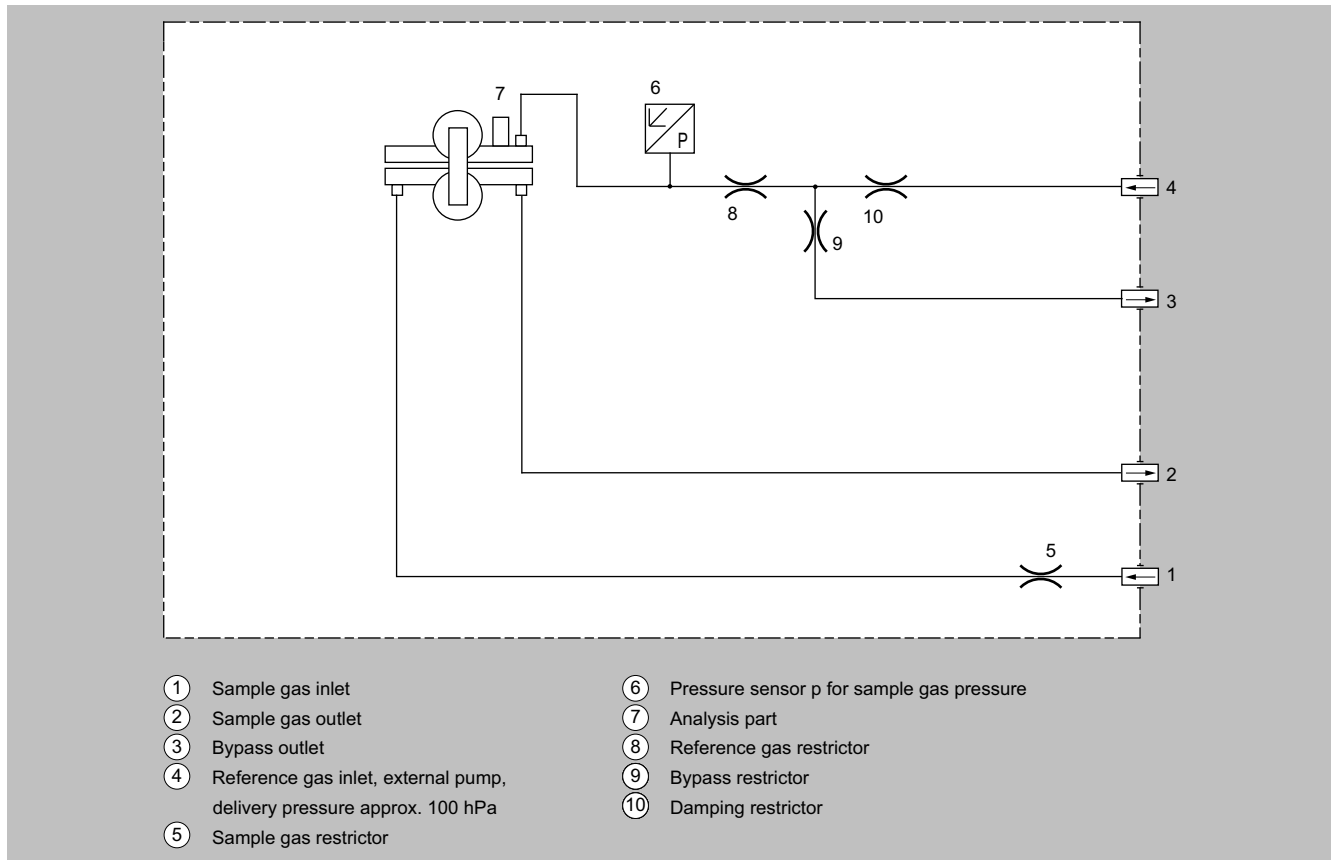 7
6
P
4
8
10
9
3
2
5
1
1 Sample gas inlet
2 Sample gas outlet
3 Bypass outlet
4 Reference gas inlet, external pump,
delivery pressure approx. 100 hPa
5 Sample gas restrictor
6 Pressure sensor p for sample gas pressure
7 Analysis part
8 Reference gas restrictor
9 Bypass restrictor
10 Damping restrictor